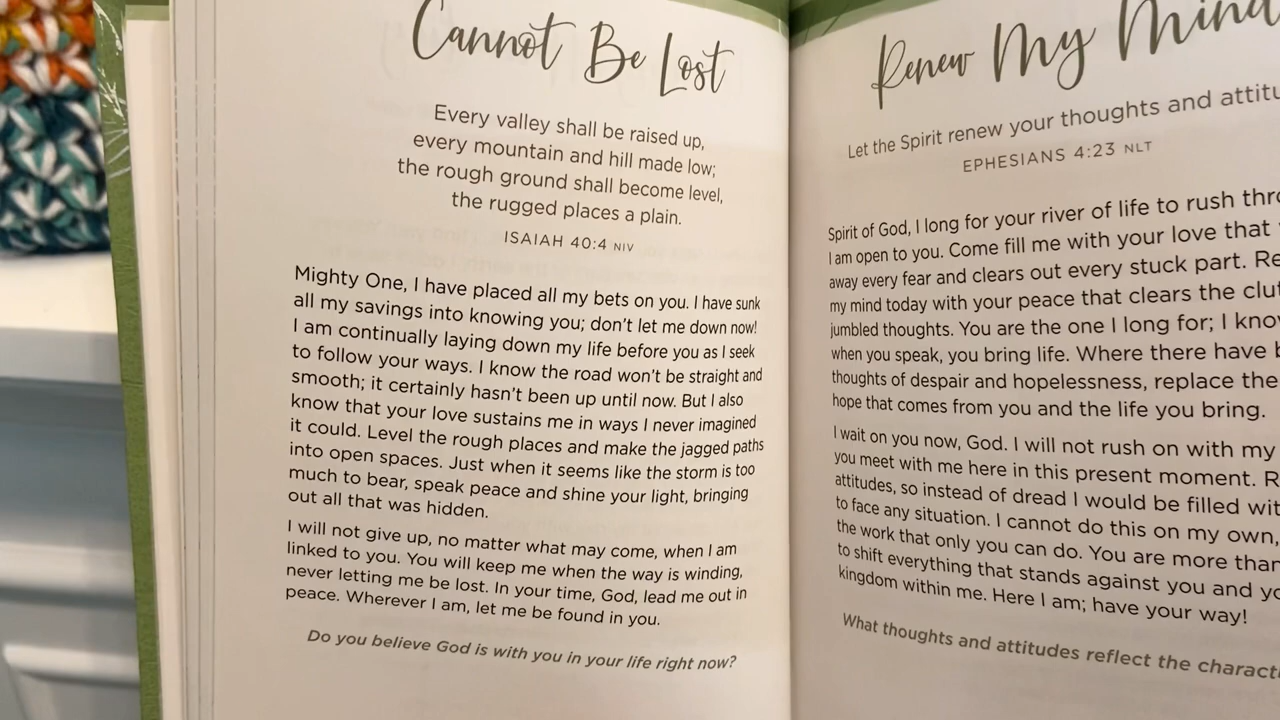 Cannot Be Lost
Every valley shall be raised up,
every mountain and hill made low;
the rough ground shall become level,
the rugged places a plain.
ISAIAH 40:4 NIV
Mighty One, I have placed all my bets on you. I have sunk
all my savings into knowing you; don't let me down now!
I am continually laying down my life before you as I seek
to follow your ways. I know the road won't be straight and
smooth; it certainly hasn't been up until now. But I also
know that your love sustains me in ways I never imagined
it could. Level the rough places and make the jagged paths
into open spaces. Just when it seems like the storm is too
much to bear, speak peace and shine your light, bringing
out all that was hidden.
I will not give up, no matter what may come, when I am
linked to you. You will keep me when the way is winding,
never letting me be lost. In your time, God, lead me out in
peace. Wherever I am, let me be found in you.
Do you believe God is with you in your life right now?
Renew My Mind
Let the Spirit renew your thoughts and
EPHESIANS 4:23 NLT
Spirit of God, I long for your river of life to rush
I am open to you. Come fill me with your love that
away every fear and clears out every stuck part.
my mind today with your peace that clears the
jumbled thoughts. You are the one I long for; I
when you speak, you bring life. Where there have
thoughts of despair and hopelessness, replace
hope that comes from you and the life you bring.
I wait on you now, God. I will not rush on with my
you meet with me here in this present moment.
attitudes, so instead of dread I would be filled
to face any situation. I cannot do this on my own,
the work that only you can do. You are more than
to shift everything that stands against you and
kingdom within me. Here I am; have your way!
What thoughts and attitudes reflect the